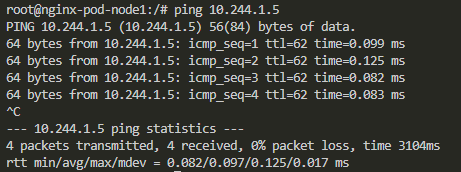 root@nginx-pod-node1:/# ping 10.244.1.5
PING 10.244.1.5 (10.244.1.5) 56(84) bytes of data.
64 bytes from 10.244.1.5: icmp_seq=1 ttl=62 time=0.099 ms
64 bytes from 10.244.1.5: icmp_seq=2 ttl=62 time=0.125 ms
64 bytes from 10.244.1.5: icmp_seq=3 ttl=62 time=0.082 ms
64 bytes from 10.244.1.5: icmp_seq=4 ttl=62 time=0.083 ms
^C
--- 10.244.1.5 ping statistics ---
4 packets transmitted, 4 received, 0% packet loss, time 3104ms
rtt min/avg/max/mdev = 0.082/0.097/0.125/0.017 ms